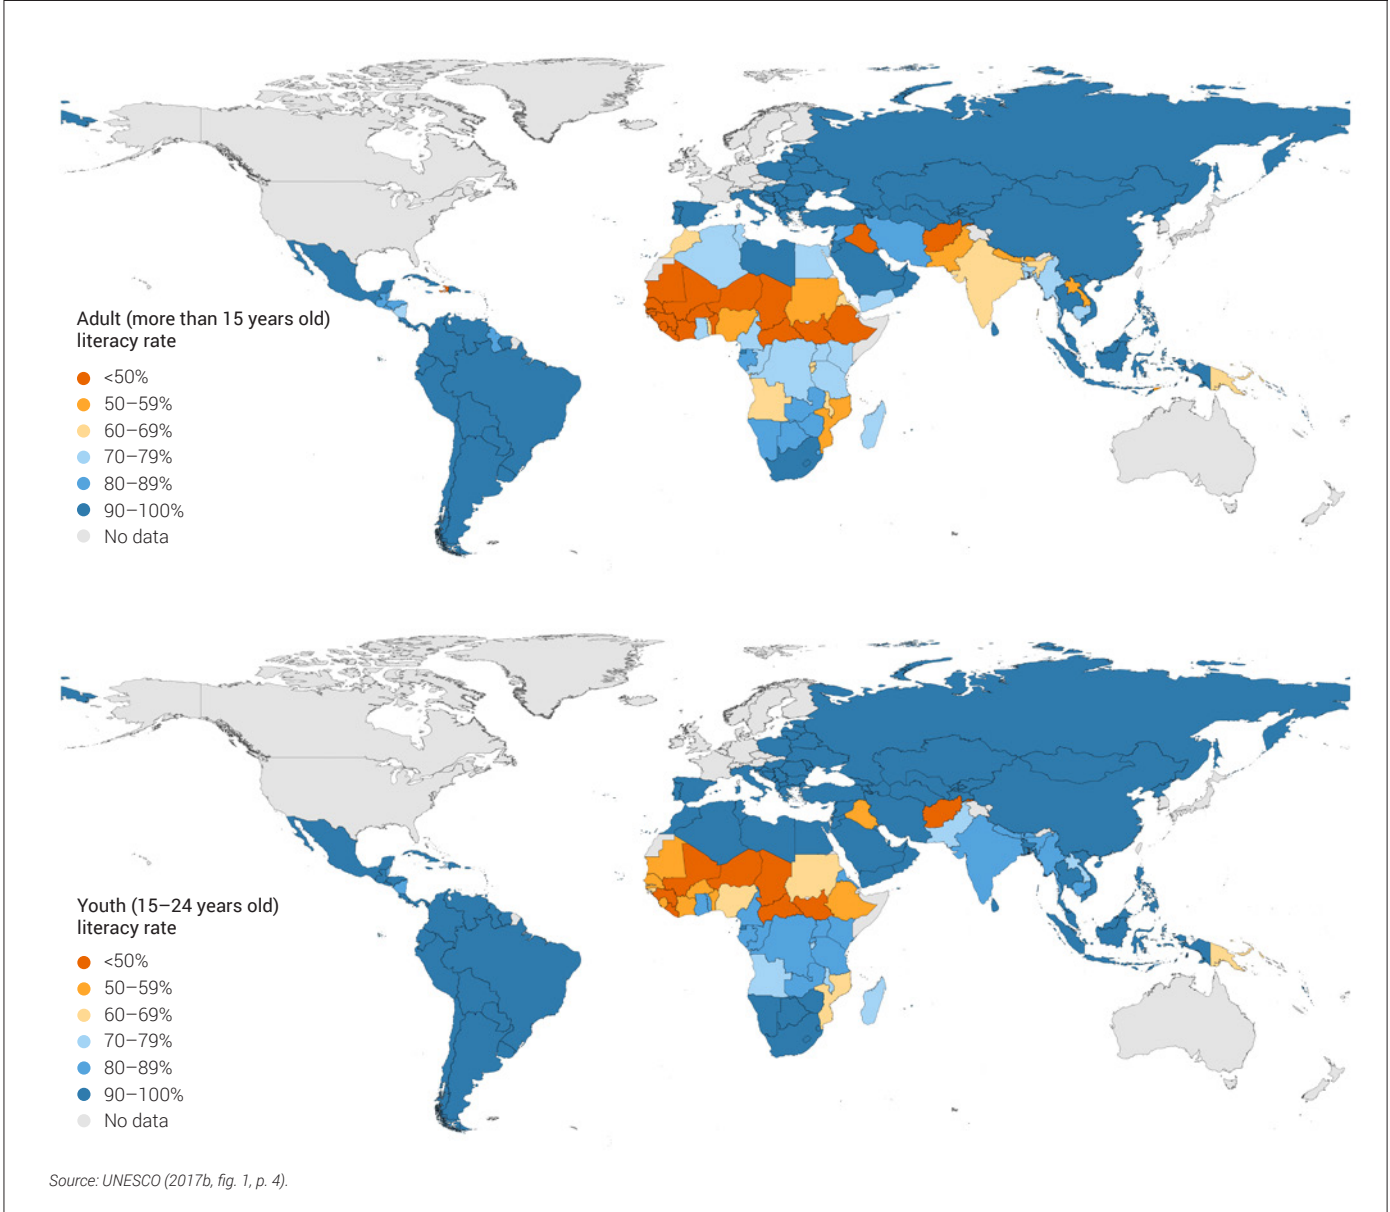 Adult (more than 15 years old)
literacy rate
<50%
50–59%
60–69%
70–79%
80–89%
90–100%
No data
Youth (15–24 years old)
literacy rate
<50%
50–59%
60–69%
70–79%
80–89%
90–100%
No data
Source: UNESCO (2017b, fig. 1, p. 4).